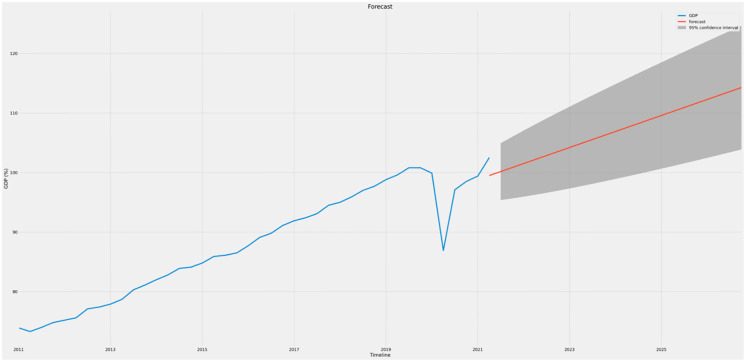 Forecast
GDP
forecast
95% confidence interval
GDP (%)
120
110
100
90
80
2011
2013
2015
2017
2019
2021
2023
2025
Timeline